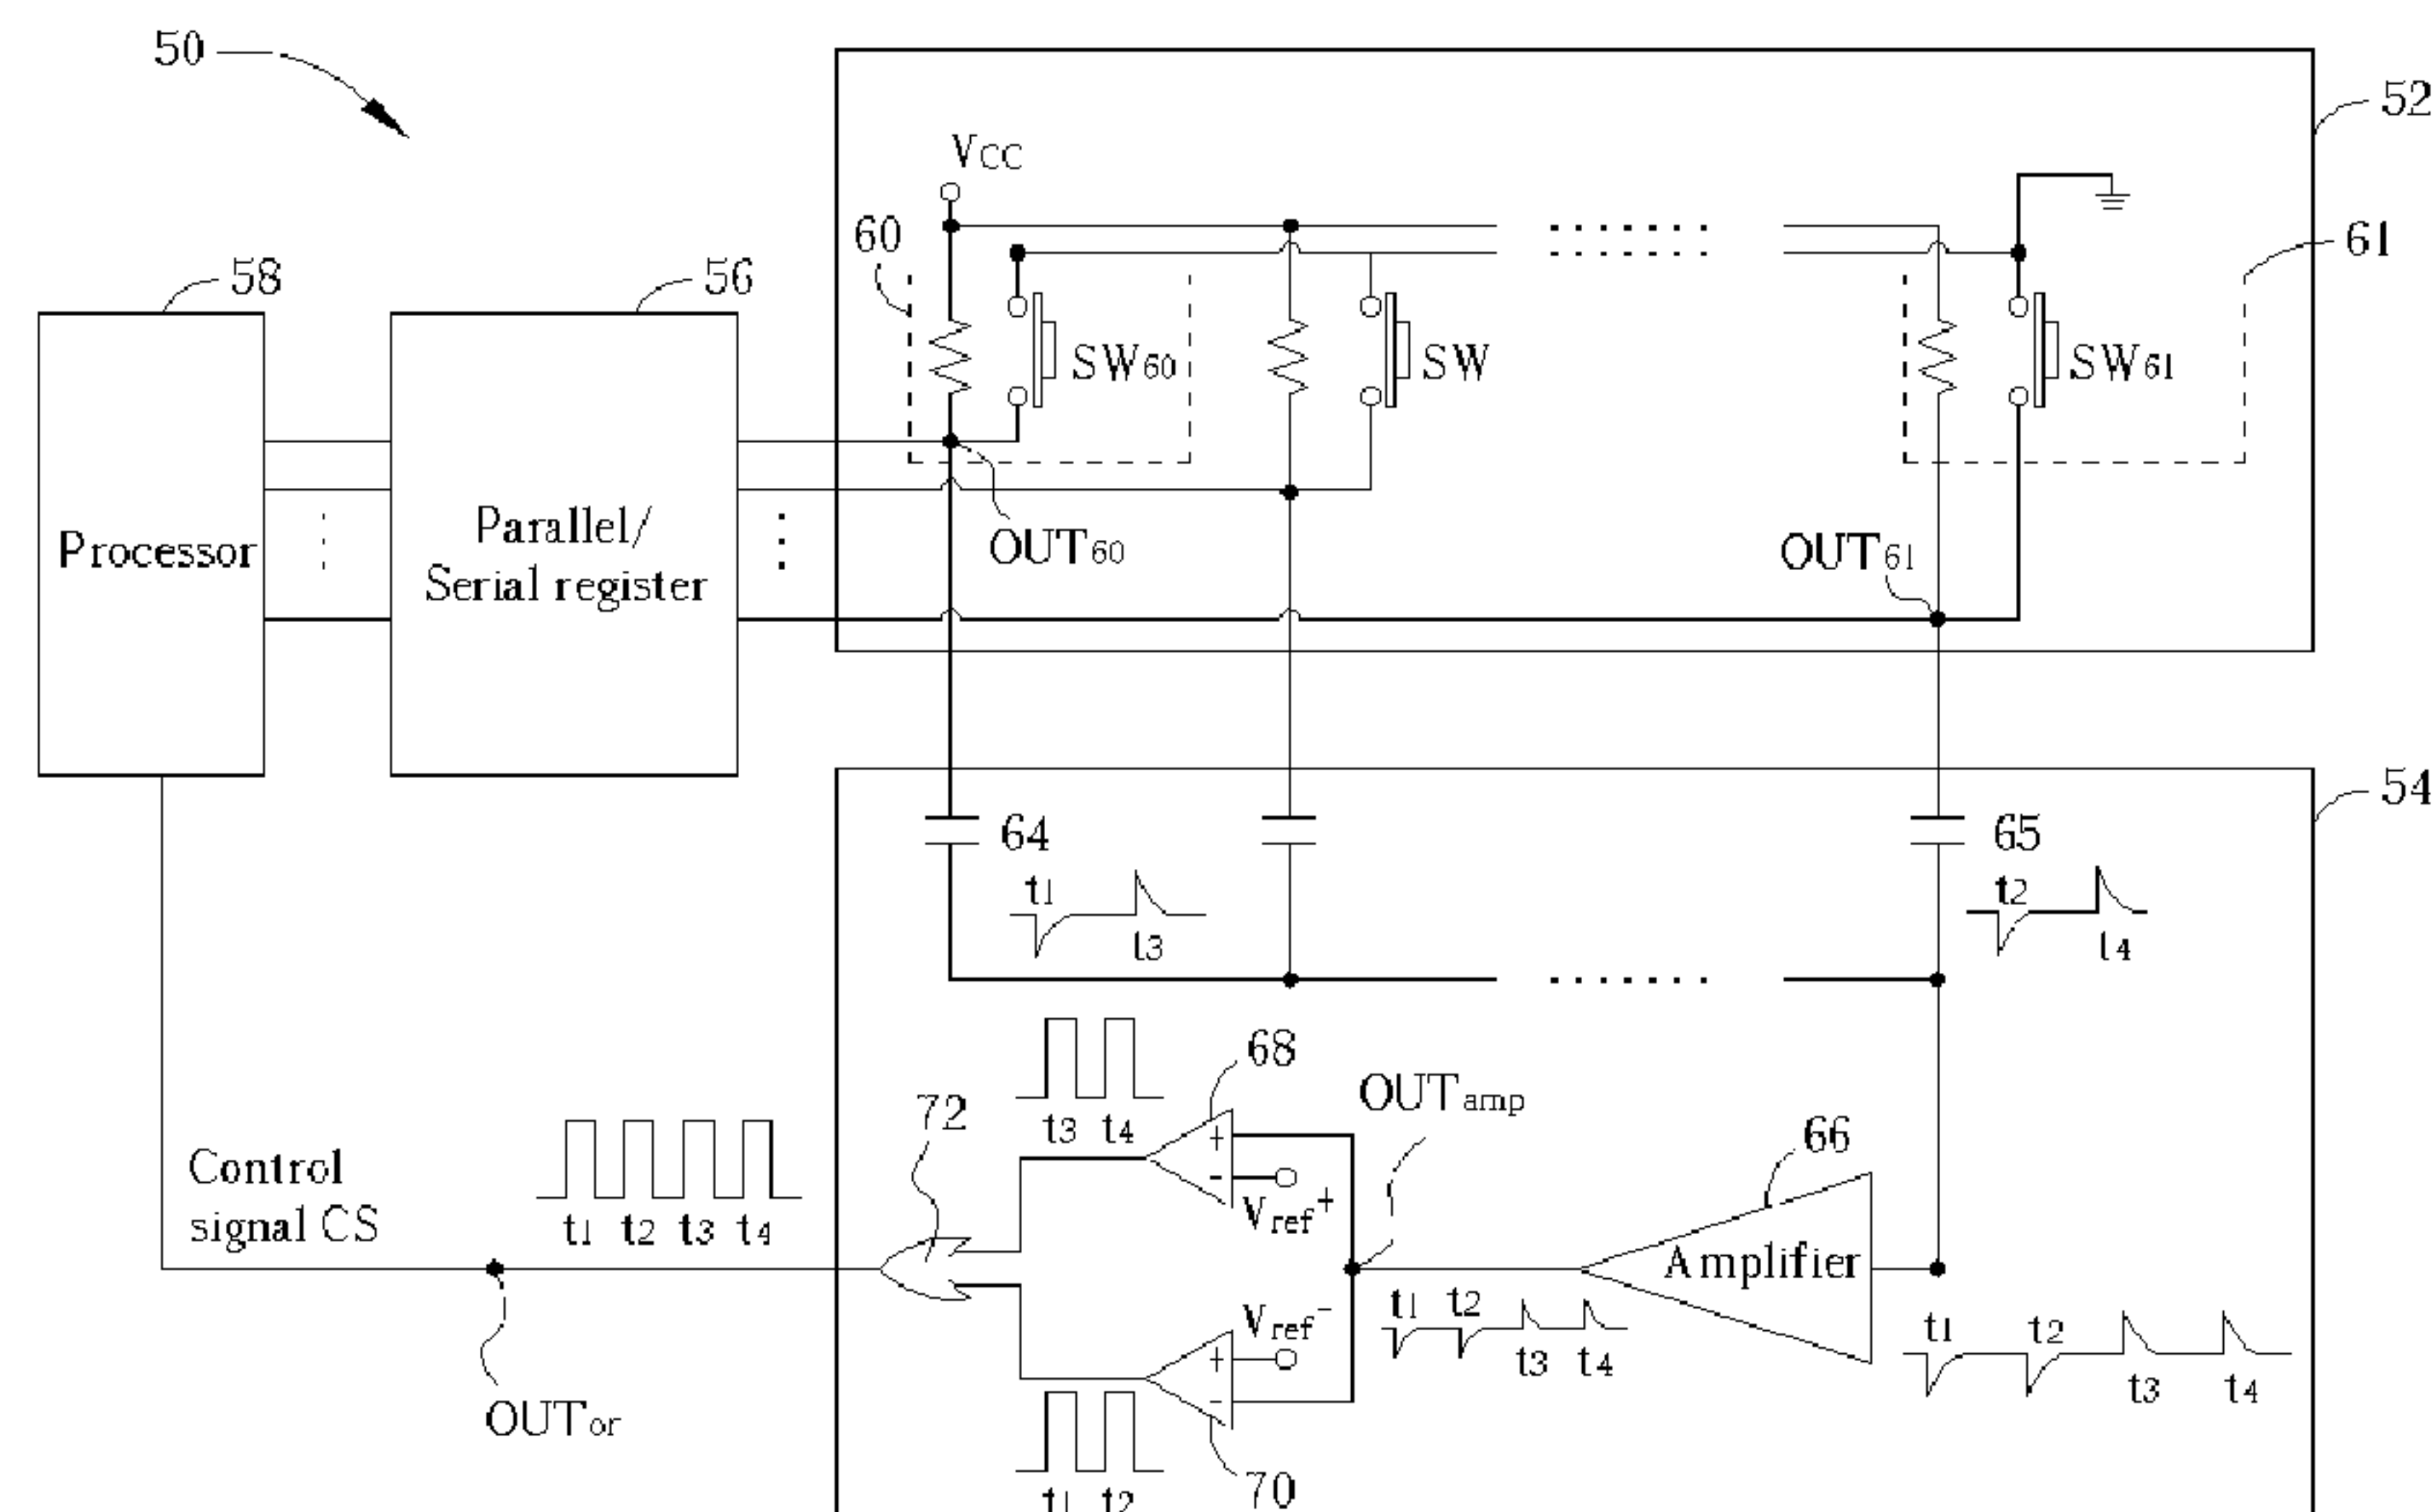 50
52
VCC
60
61
58
56
SW60
SW
SW61
Processor
Parallel/
Serial register
OUT60
OUT61
54
64
65
t1
t3
t2
t4
68
OUTamp
72
66
t3 t4
Control
signal CS
t1 t2 t3 t4
+
-
Vref+
Amplifier
Vref-
+
-
t1 t2
t3 t4
t1 t2
t3 t4
OUTor
70
t1 t2